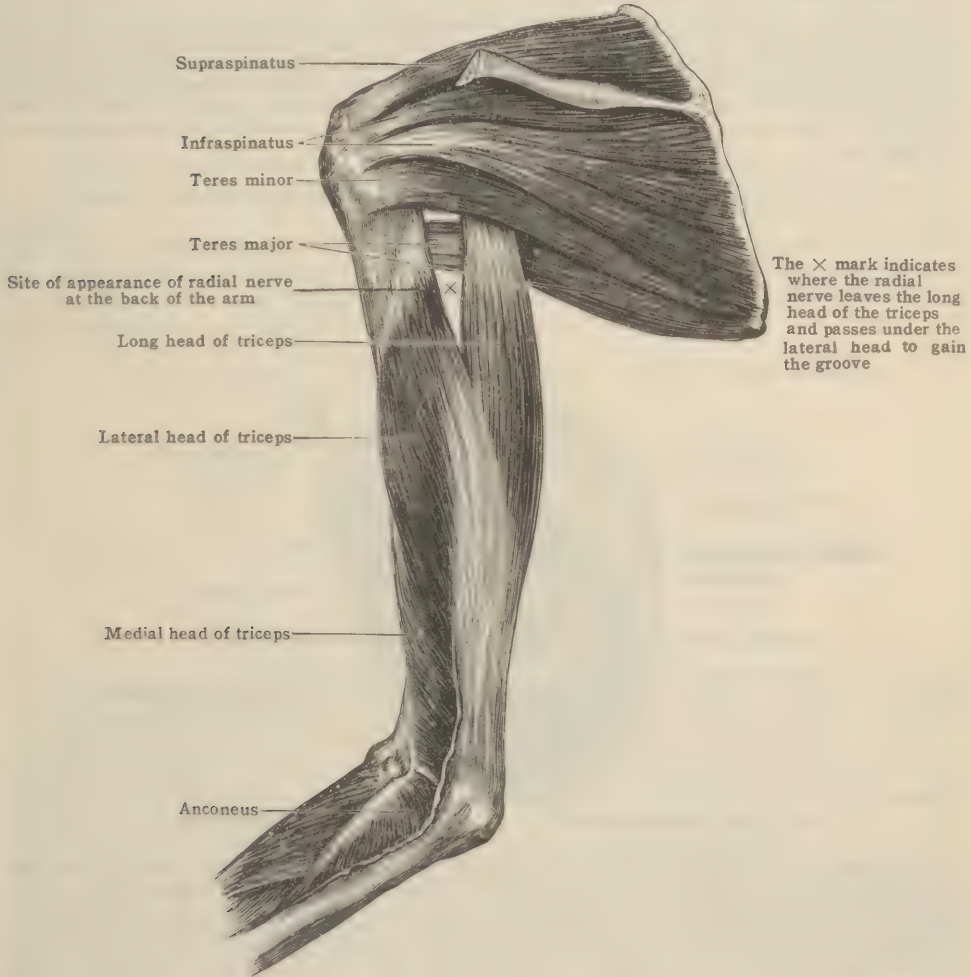 Supraspinatus
Infraspinatus
Teres minor
Teres major
Site of appearance of radial nerve
at the back of the arm
Long head of triceps
Lateral head of triceps
Medial head of triceps
Anconeus
The × mark indicates
where the radial
nerve leaves the long
head of the triceps
and passes under the
lateral head to gain
the groove
×